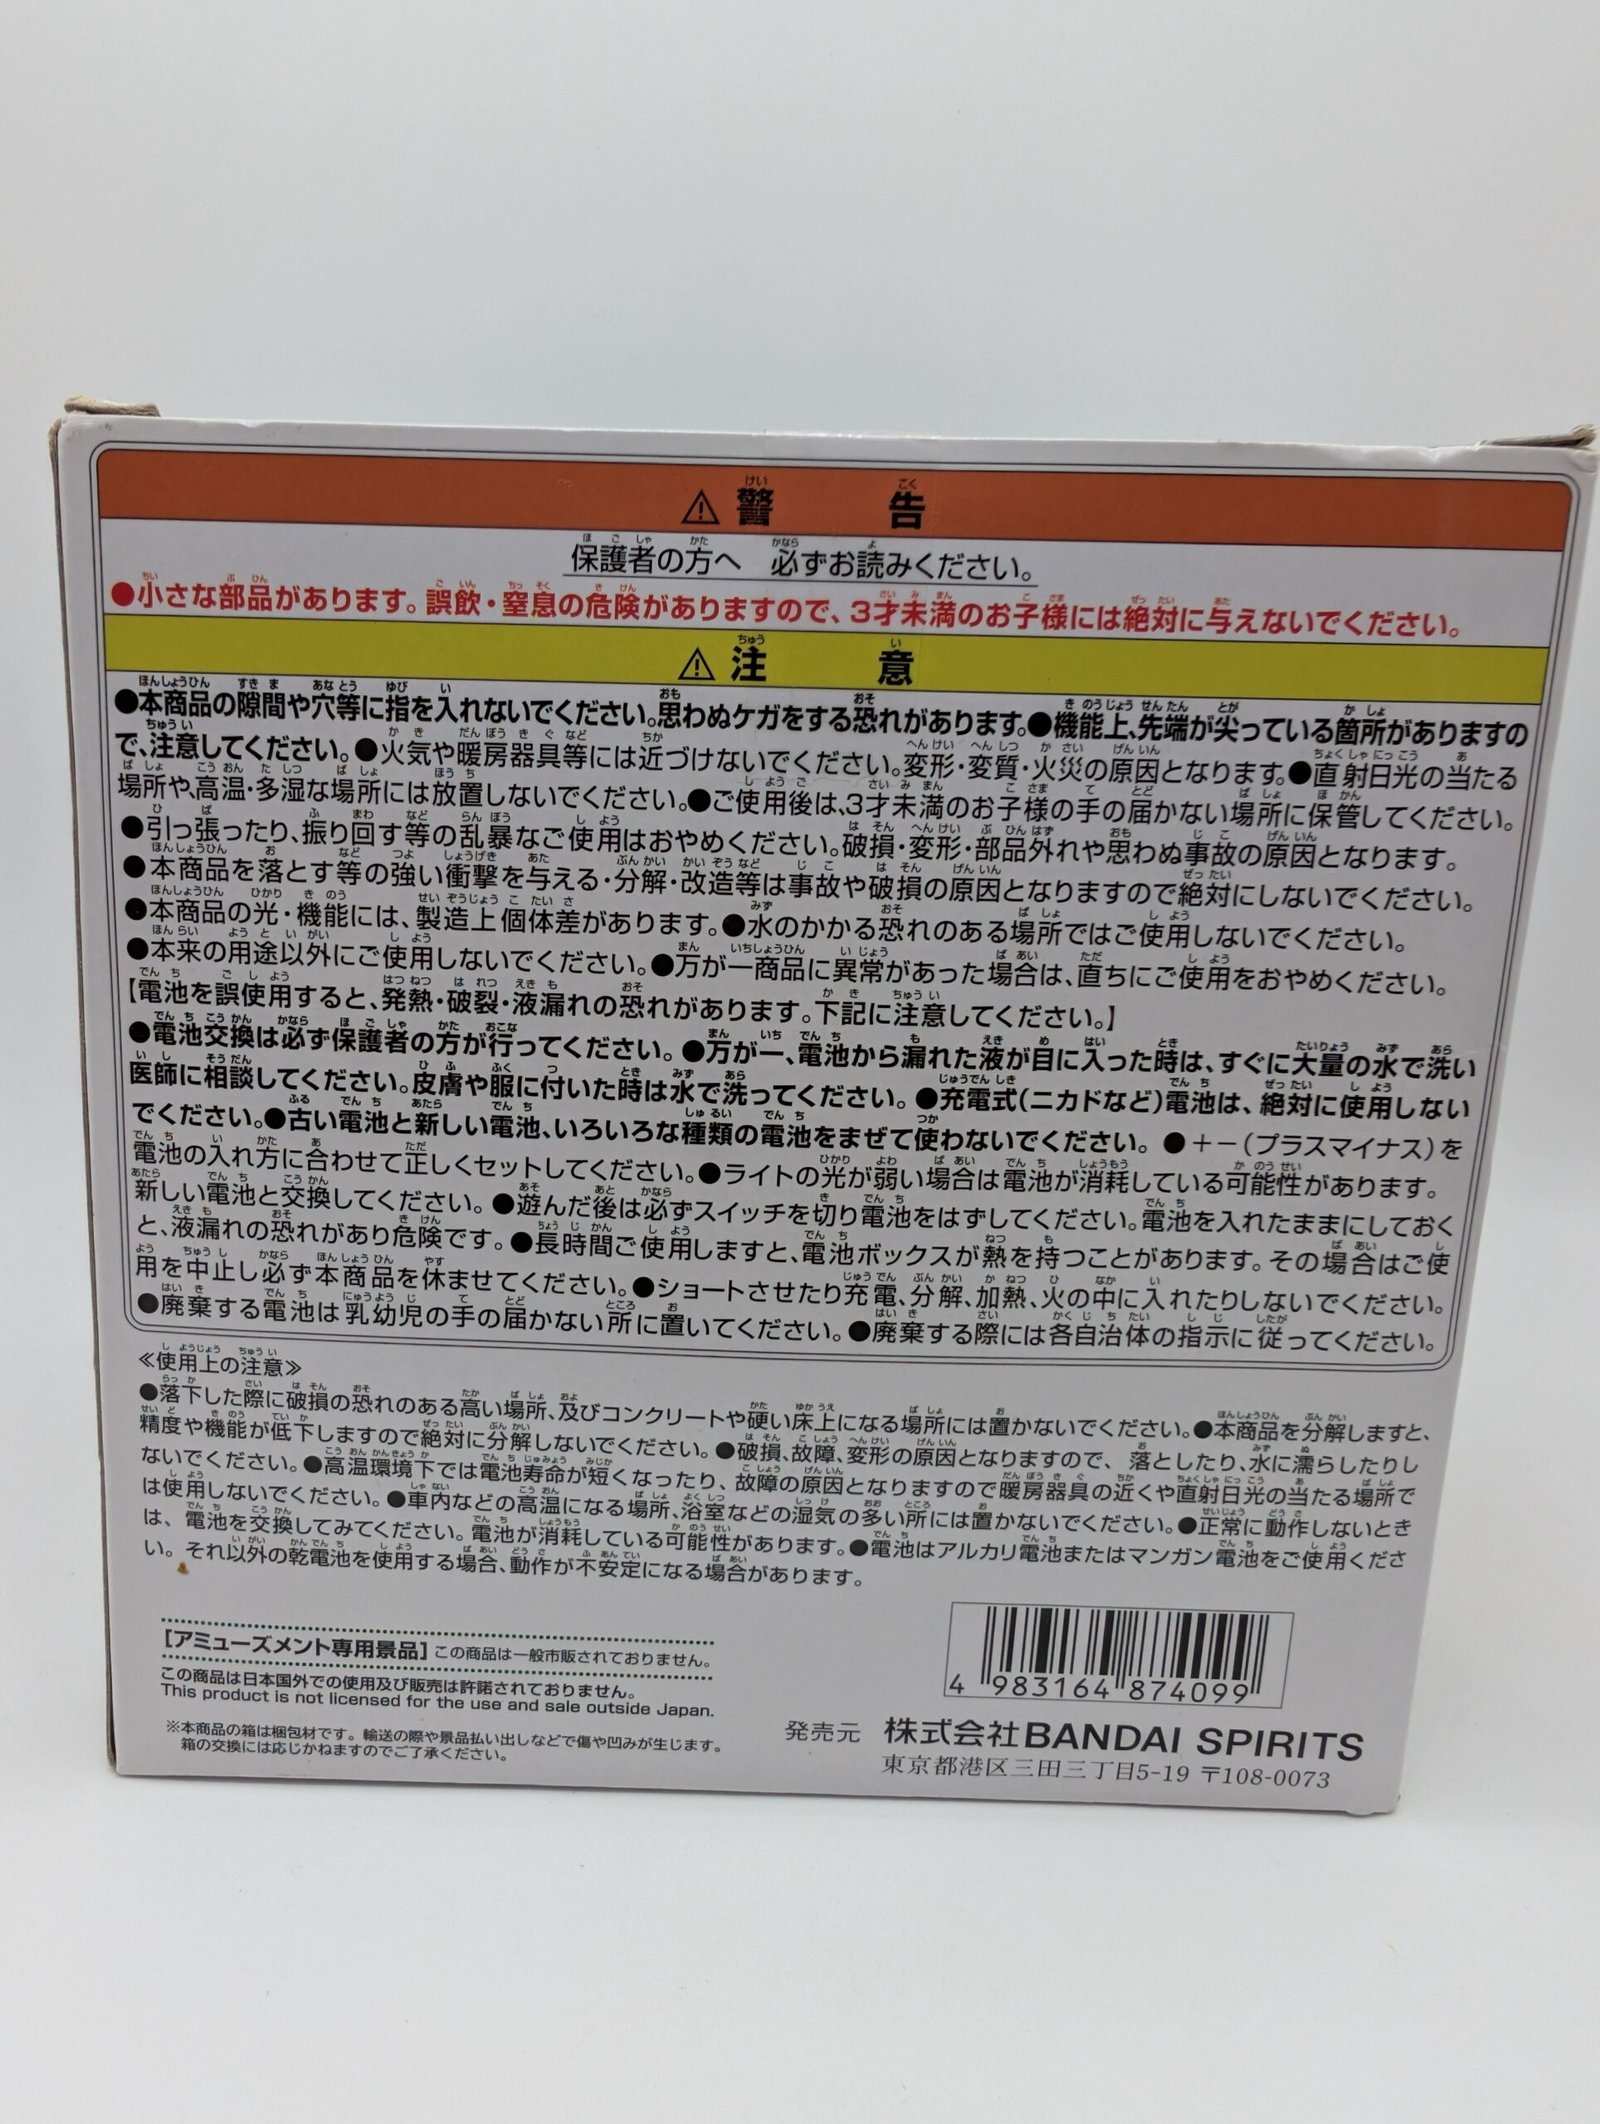 ⚠警告
保護者の方へ 必ずお読みください。
●小さな部品があります。誤飲・窒息の危険がありますので、3才未満のお子様には絶対に与えないでください。
⚠注意
●本商品の隙間や穴等に指を入れないでください。思わぬケガをする恐れがあります。●機能上、先端が尖っている箇所がありますの
で、注意してください。●火気や暖房器具等には近づけないでください。変形・変質・火災の原因となります。●直射日光の当たる
場所や、高温・多湿な場所には放置しないでください。●ご使用後は、3才未満のお子様の手の届かない場所に保管してください。
●引っ張ったり、振り回す等の乱暴なご使用はおやめください。破損・変形・部品外れや思わぬ事故の原因となります。
●本商品を落とす等の強い衝撃を与える・分解・改造等は事故や破損の原因となりますので絶対にしないでください。
●本商品の光・機能には、製造上個体差があります。●水のかかる恐れのある場所ではご使用しないでください。
●本来の用途以外にご使用しないでください。●万が一商品に異常があった場合は、直ちにご使用をおやめください。
【電池を誤使用すると、発熱・破裂・液漏れの恐れがあります。下記に注意してください。】
●電池交換は必ず保護者の方が行ってください。●万が一、電池から漏れた液が目に入った時は、すぐに大量の水で洗い
医師に相談してください。皮膚や服に付いた時は水で洗ってください。●充電式(ニカドなど)電池は、絶対に使用しない
でください。●古い電池と新しい電池、いろいろな種類の電池をまぜて使わないでください。●+-(プラスマイナス)を
電池の入れ方に合わせて正しくセットしてください。●ライトの光が弱い場合は電池が消耗している可能性があります。
新しい電池と交換してください。●遊んだ後は必ずスイッチを切り電池をはずしてください。電池を入れたままにしておく
と、液漏れの恐れがあり危険です。●長時間ご使用しますと、電池ボックスが熱を持つことがあります。その場合はご使
用を中止し必ず本商品を休ませてください。●ショートさせたり充電、分解、加熱、火の中に入れたりしないでください。
●廃棄する電池は乳幼児の手の届かない所に置いてください。●廃棄する際には各自治体の指示に従ってください。
≪使用上の注意≫
●落下した際に破損の恐れのある高い場所、及びコンクリートや硬い床上になる場所には置かないでください。●本商品を分解しますと、
精度や機能が低下しますので絶対に分解しないでください。●破損、故障、変形の原因となりますので、落としたり、水に濡らしたりし
ないでください。●高温環境下では電池寿命が短くなったり、故障の原因となりますので暖房器具の近くや直射日光の当たる場所で
は使用しないでください。●車内などの高温になる場所、浴室などの湿気の多い所には置かないでください。●正常に動作しないとき
は、電池を交換してみてください。電池が消耗している可能性があります。●電池はアルカリ電池またはマンガン電池をご使用くださ
い。それ以外の乾電池を使用する場合、動作が不安定になる場合があります。
[アミューズメント専用景品] この商品は一般市販されておりません。
この商品は日本国外での使用及び販売は許諾されておりません。
This product is not licensed for the use and sale outside Japan.
※本商品の箱は梱包材です。輸送の際や景品払い出しなどで傷や凹みが生じます。
箱の交換には応じかねますのでご了承ください。
4 983164 874099
発売元 株式会社BANDAI SPIRITS
東京都港区三田三丁目5-19 〒108-0073